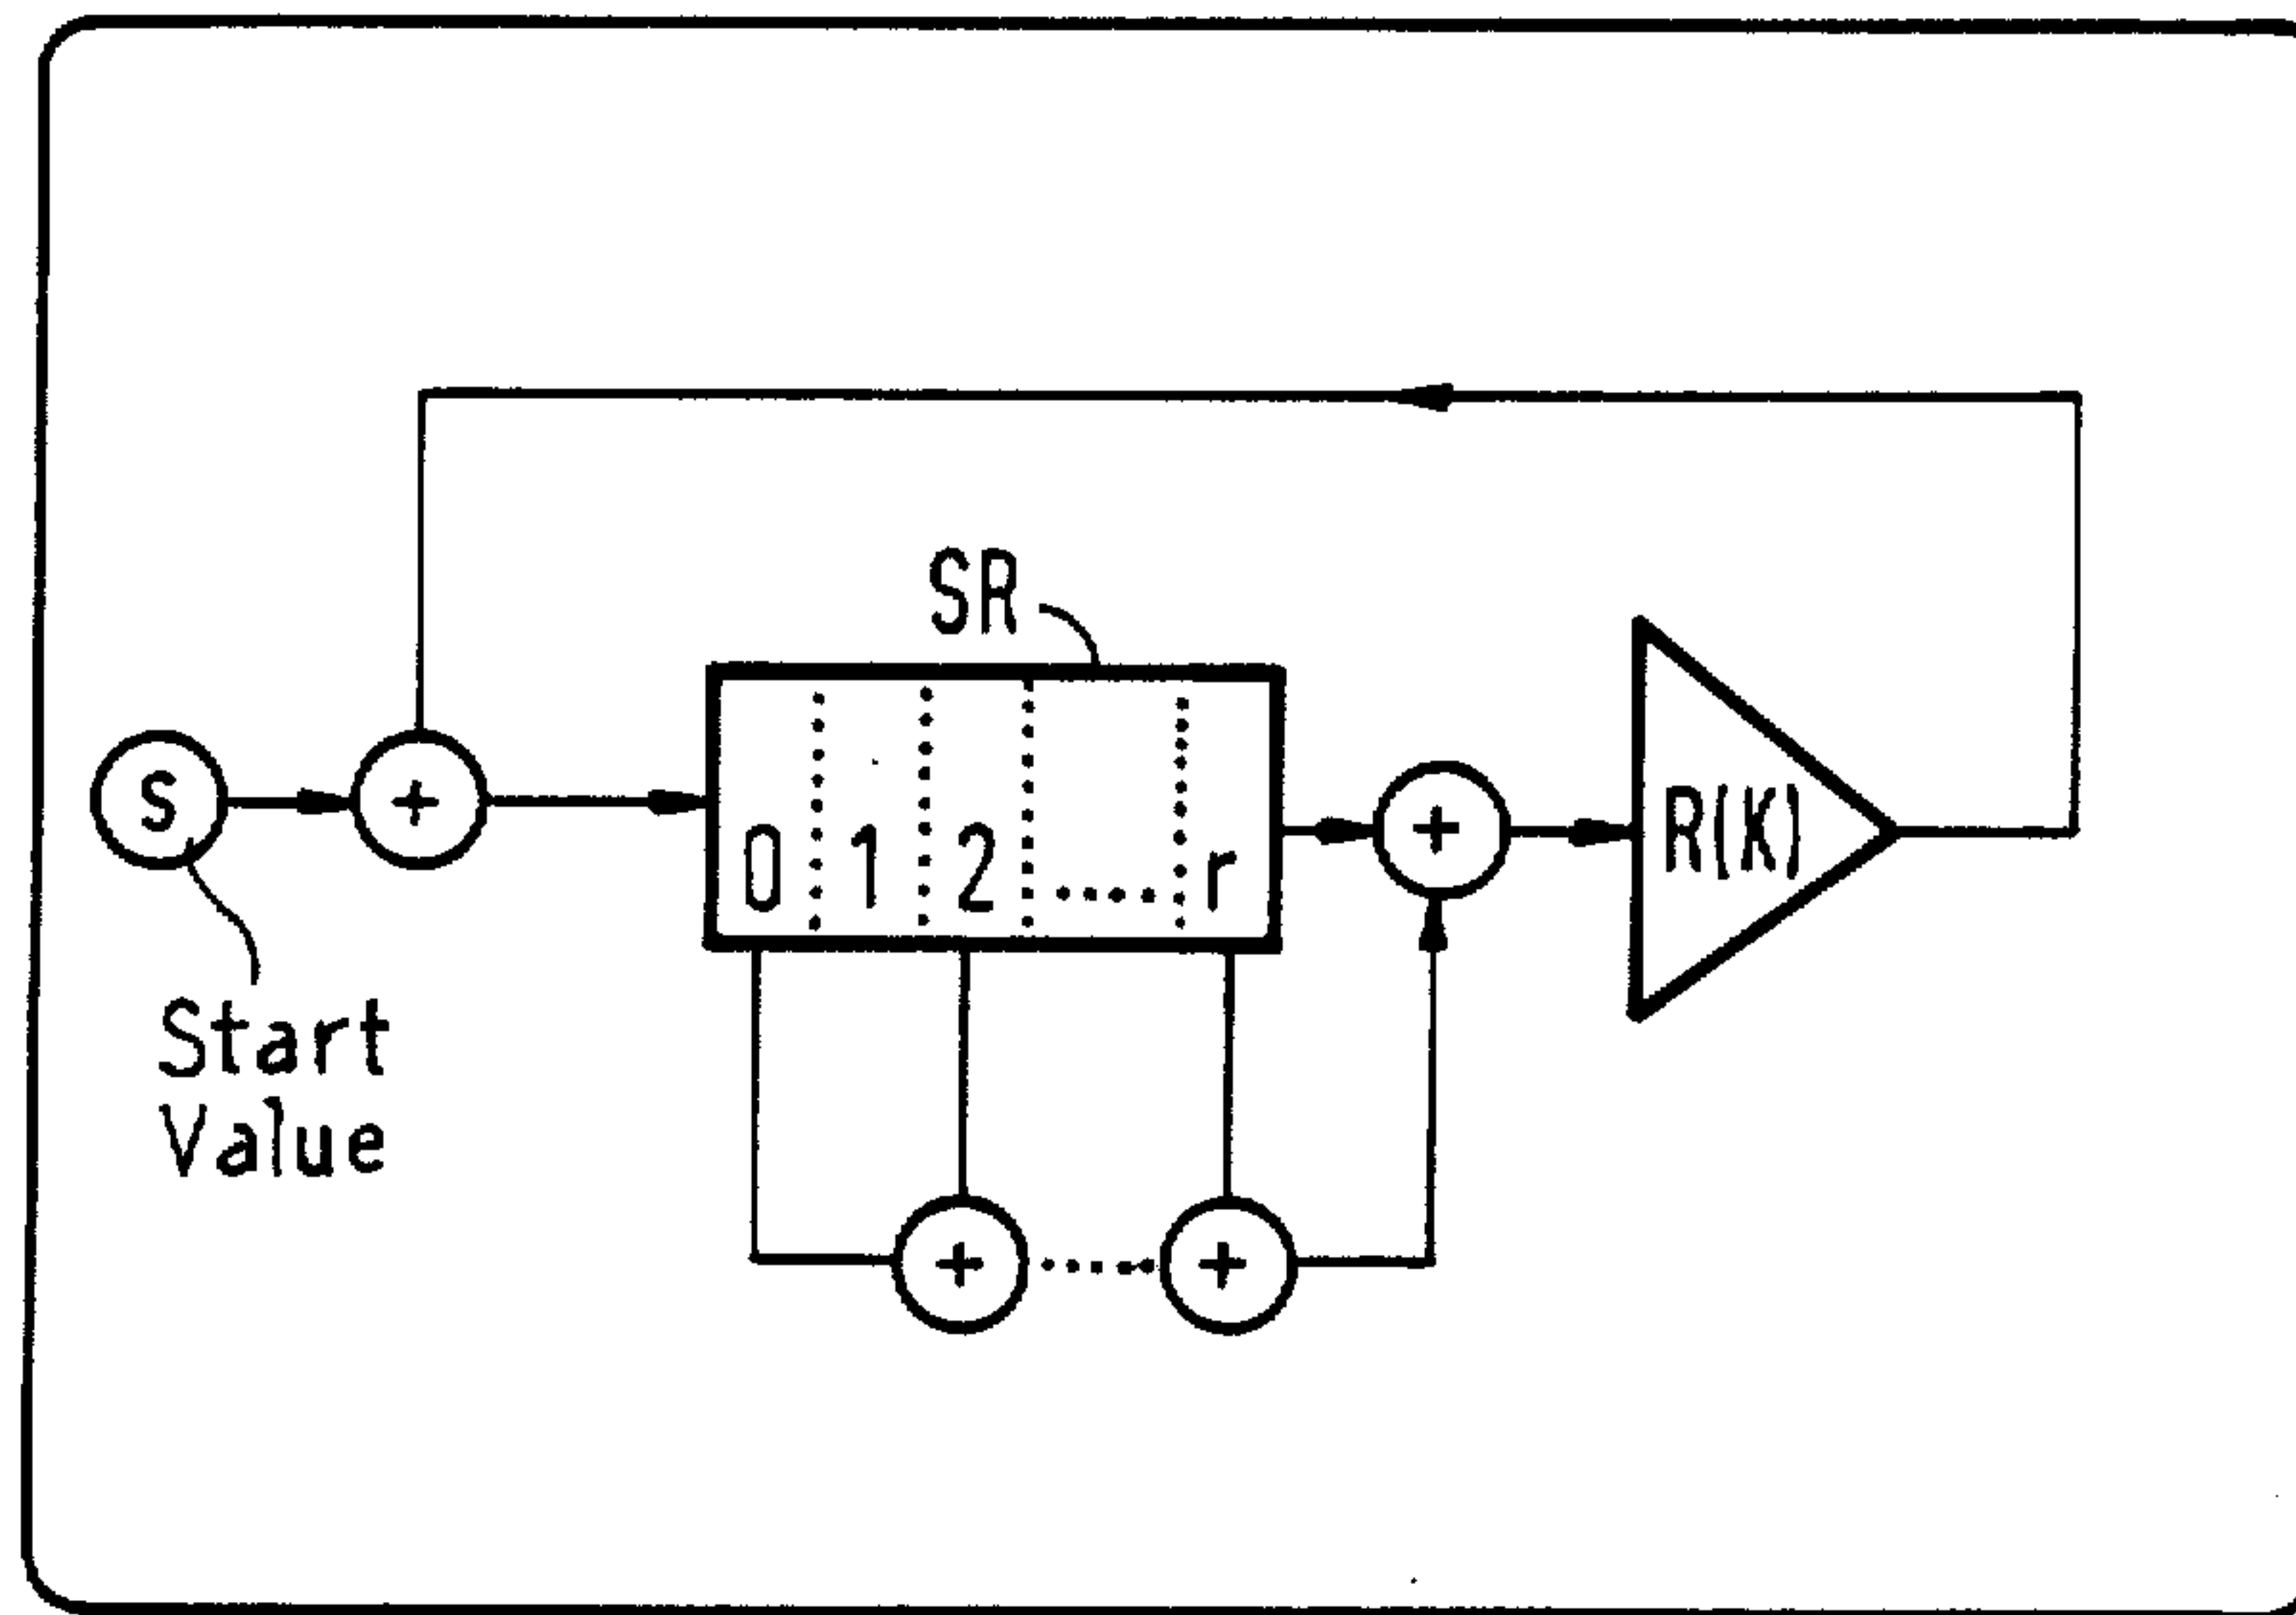 SR
S
+
+
0 1 2 ..... r
+
R(K)
Start
Value
+ ..... +